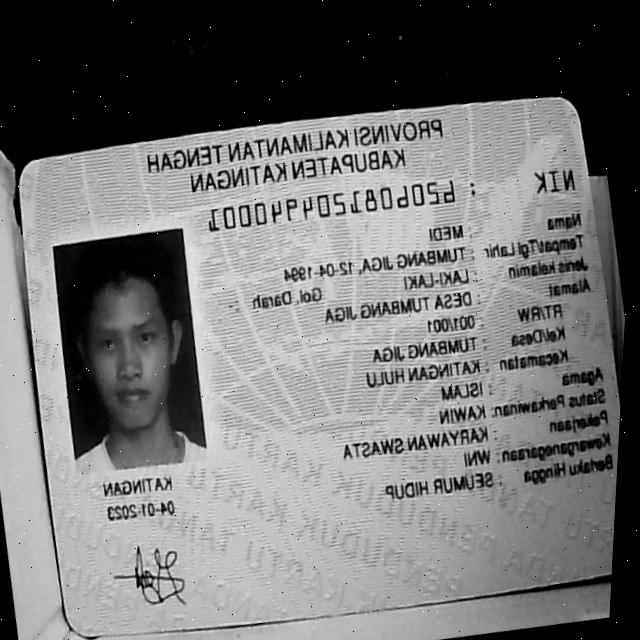 PROVINSI KALIMANTAN TENGAH
KABUPATEN KATINGAN
NIK : 6206081204940001
Nama : MEDI
Tempat/Tgl Lahir : TUMBANG JIGA, 12-04-1994
Jenis kelamin : LAKI-LAKI Gol. Darah :
Alamat : DESA TUMBANG JIGA
RT/RW : 001/001
Kel/Desa : TUMBANG JIGA
Kecamatan : KATINGAN HULU
Agama : ISLAM
Status Perkawinan: KAWIN
Pekerjaan : KARYAWAN SWASTA
Kewarganegaraan: WNI
Berlaku Hingga : SEUMUR HIDUP
KATINGAN
04-01-2023